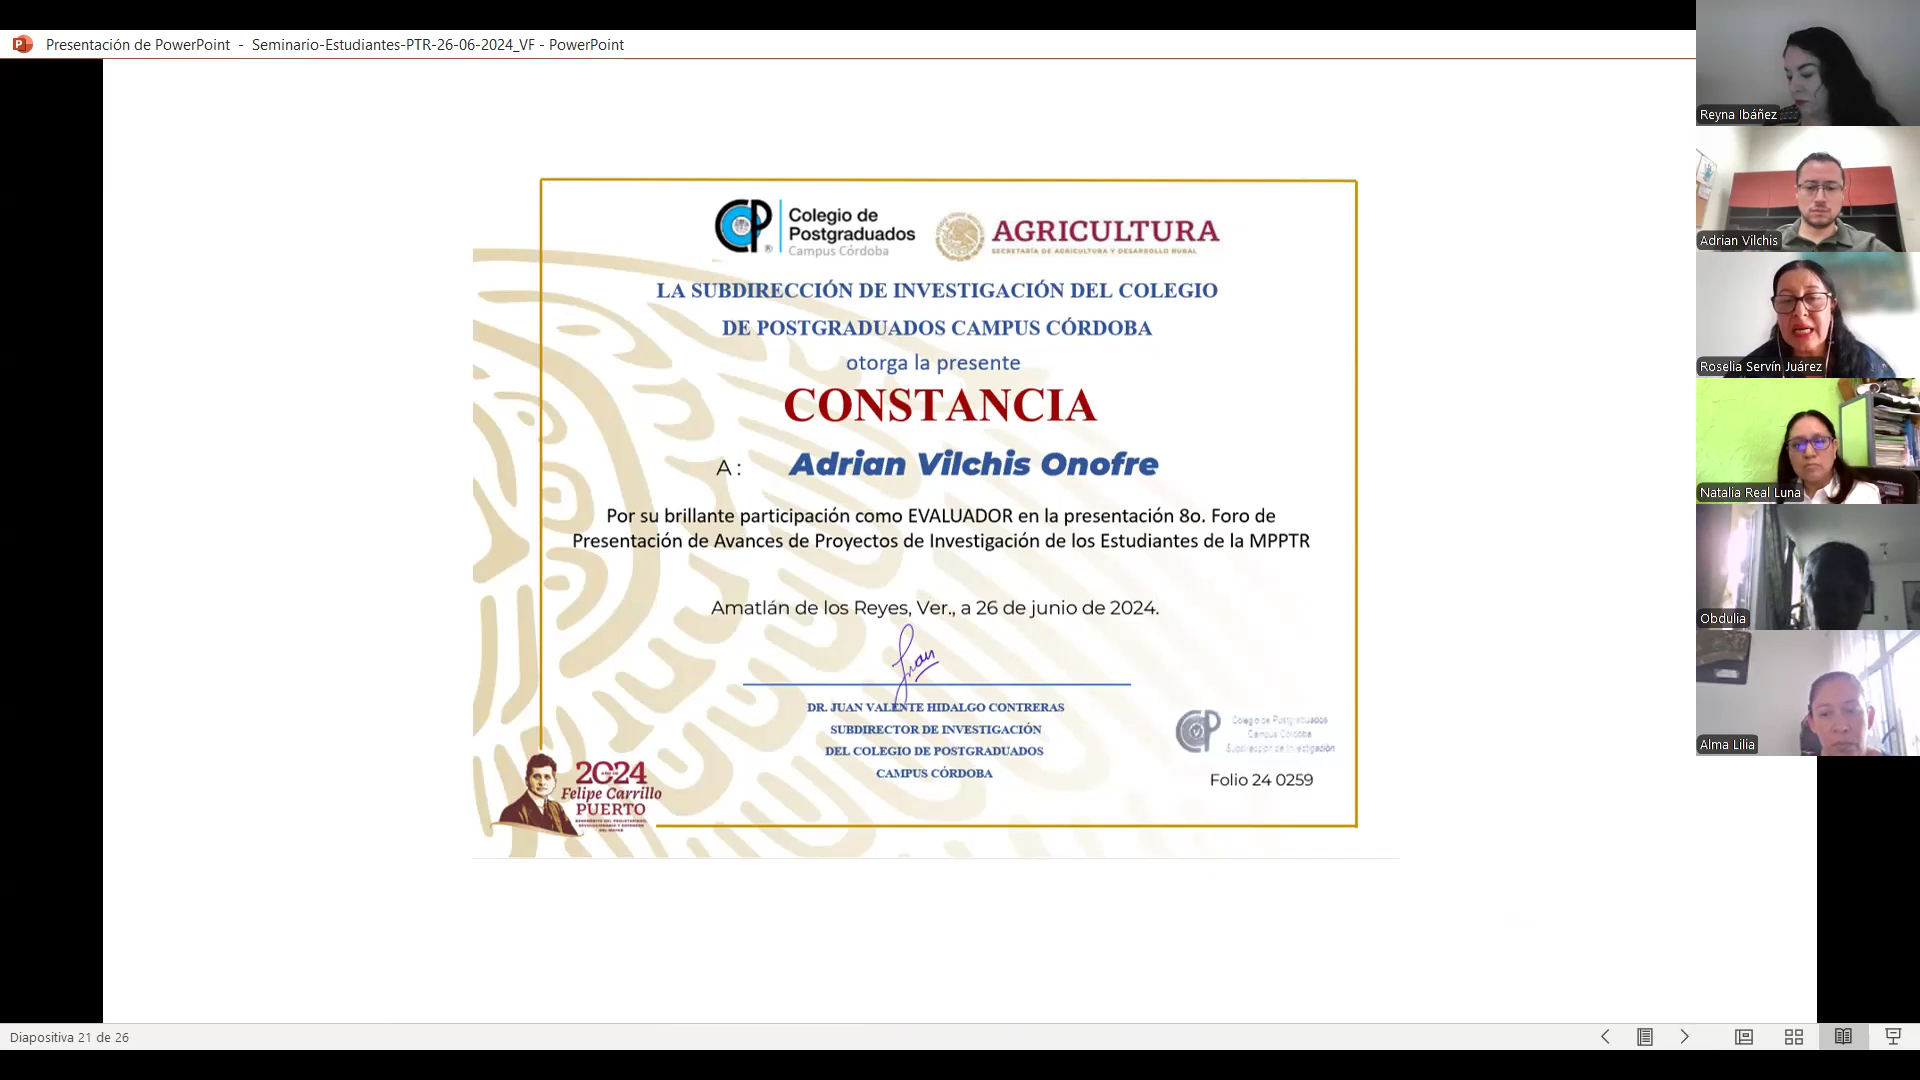 Presentación de PowerPoint - Seminario-Estudiantes-PTR-26-06-2024_VF - PowerPoint
Colegio de
Postgraduados
Campus Córdoba
AGRICULTURA
SECRETARÍA DE AGRICULTURA Y DESARROLLO RURAL
LA SUBDIRECCIÓN DE INVESTIGACIÓN DEL COLEGIO
DE POSTGRADUADOS CAMPUS CÓRDOBA
otorga la presente
CONSTANCIA
A : Adrian Vilchis Onofre
Por su brillante participación como EVALUADOR en la presentación 8o. Foro de
Presentación de Avances de Proyectos de Investigación de los Estudiantes de la MPPTR
Amatlán de los Reyes, Ver., a 26 de junio de 2024.
Juan
DR. JUAN VALENTE HIDALGO CONTRERAS
SUBDIRECTOR DE INVESTIGACIÓN
DEL COLEGIO DE POSTGRADUADOS
CAMPUS CÓRDOBA
Colegio de Postgraduados
Campus Córdoba
Subdirección de Investigación
Folio 24 0259
2024
Felipe Carrillo
PUERTO
Reyna Ibáñez
Adrian Vilchis
Roselia Servín Juárez
Natalia Real Luna
Obdulia
Alma Lilia
Diapositiva 21 de 26